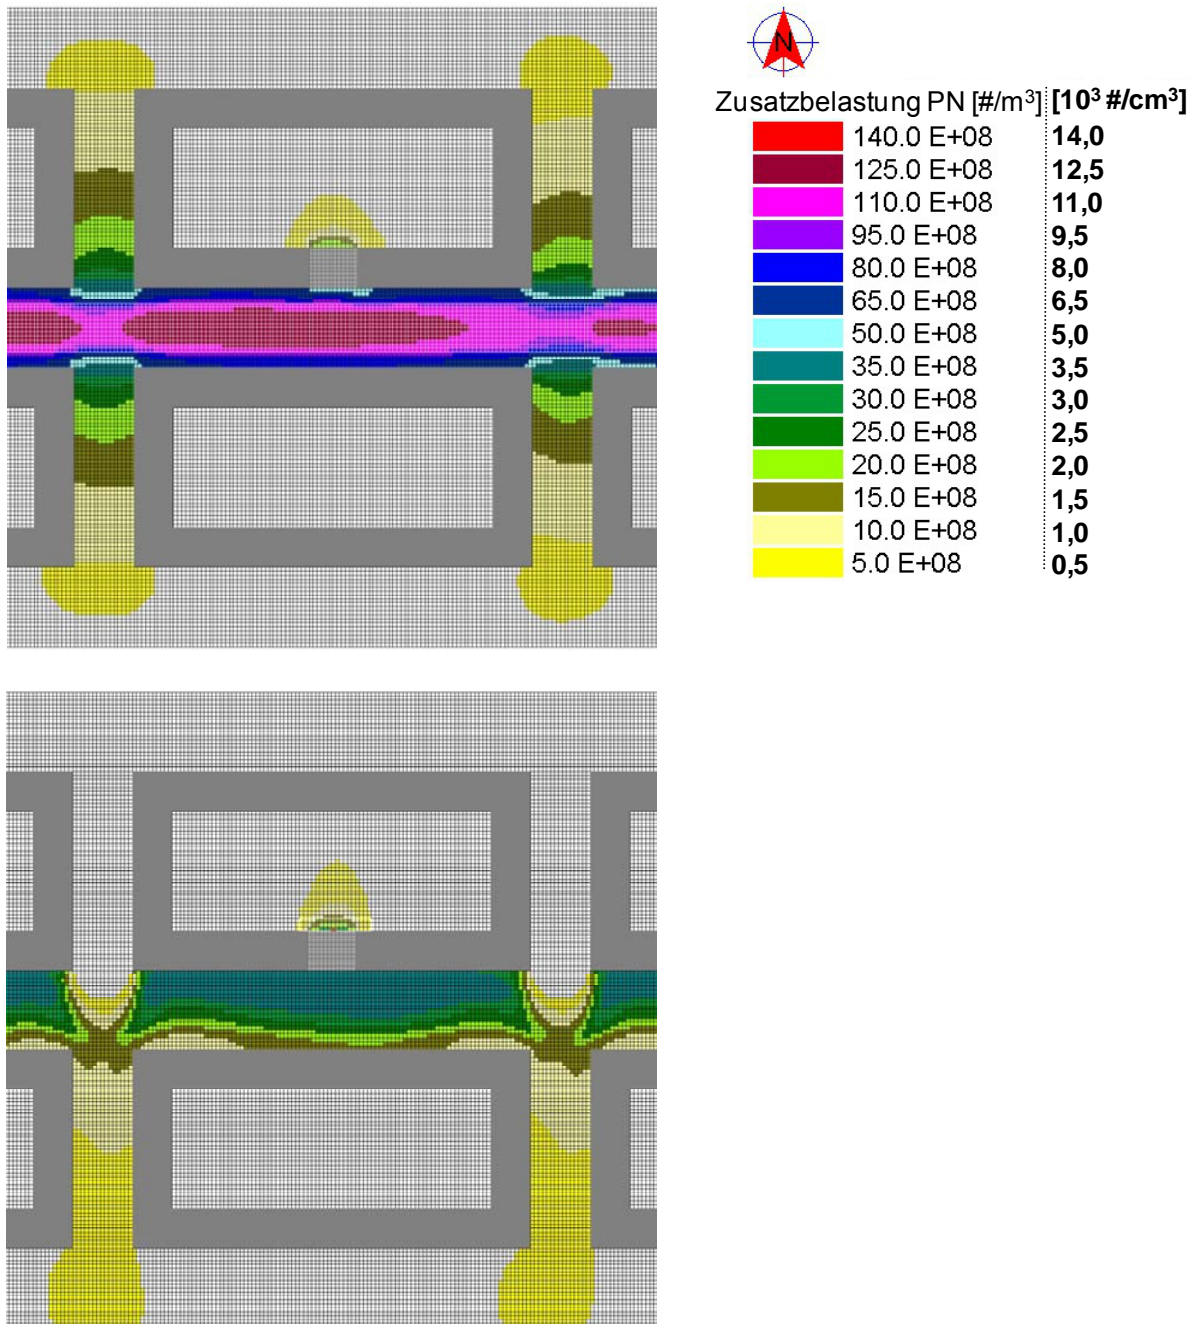 N
Zusatzbelastung PN [#/m³] [10³ #/cm³]
140.0 E+08 14,0
125.0 E+08 12,5
110.0 E+08 11,0
95.0 E+08 9,5
80.0 E+08 8,0
65.0 E+08 6,5
50.0 E+08 5,0
35.0 E+08 3,5
30.0 E+08 3,0
25.0 E+08 2,5
20.0 E+08 2,0
15.0 E+08 1,5
10.0 E+08 1,0
5.0 E+08 0,5